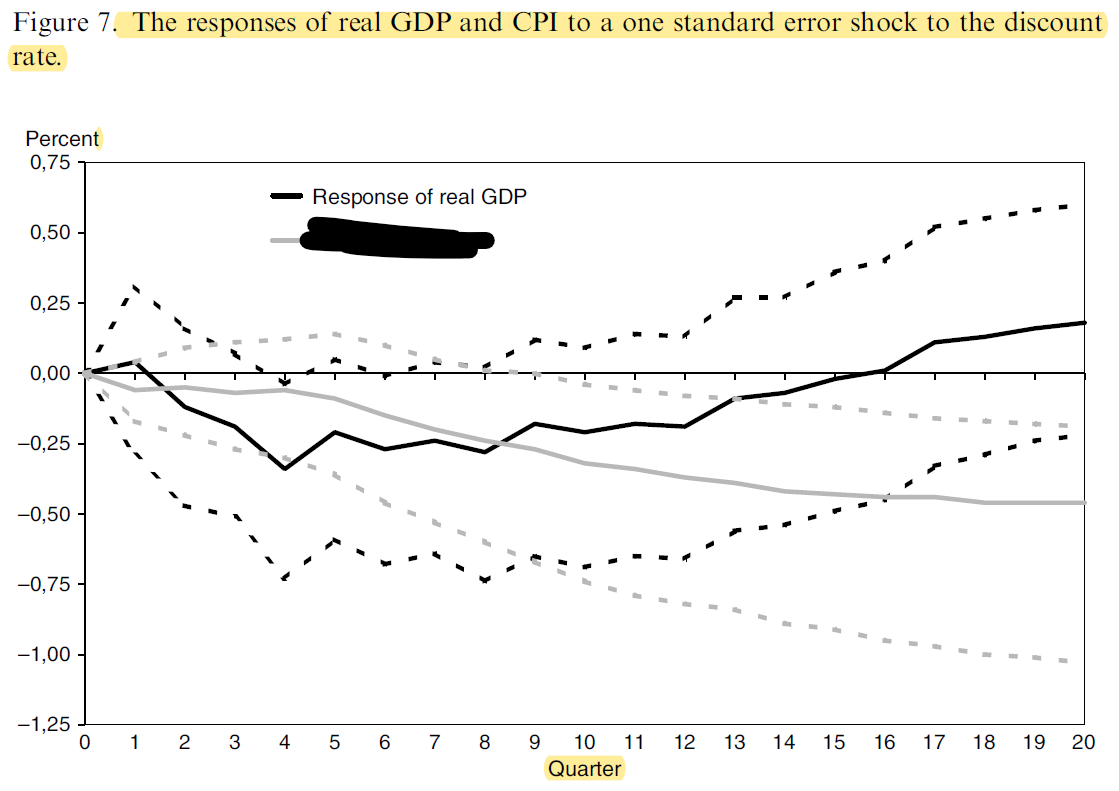 Figure 7. The responses of real GDP and CPI to a one standard error shock to the discount
rate.
Percent
0,75
Response of real GDP
0,50
0,25
0,00
−0,25
−0,50
−0,75
−1,00
−1,25
0 1 2 3 4 5 6 7 8 9 10 11 12 13 14 15 16 17 18 19 20
Quarter